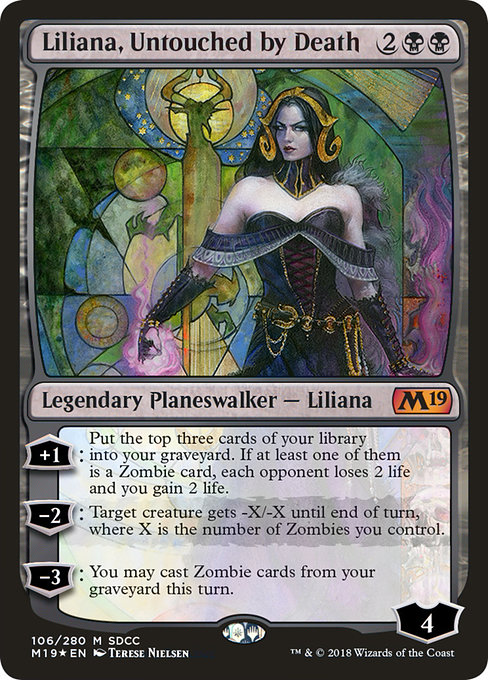 Liliana, Untouched by Death 2
Legendary Planeswalker — Liliana M19
+1 : Put the top three cards of your library
into your graveyard. If at least one of them
is a Zombie card, each opponent loses 2 life
and you gain 2 life.
-2 : Target creature gets -X/-X until end of turn,
where X is the number of Zombies you control.
-3 : You may cast Zombie cards from your
graveyard this turn.
4
106/280 M SDCC
M19★EN Terese Nielsen
™ & © 2018 Wizards of the Coast